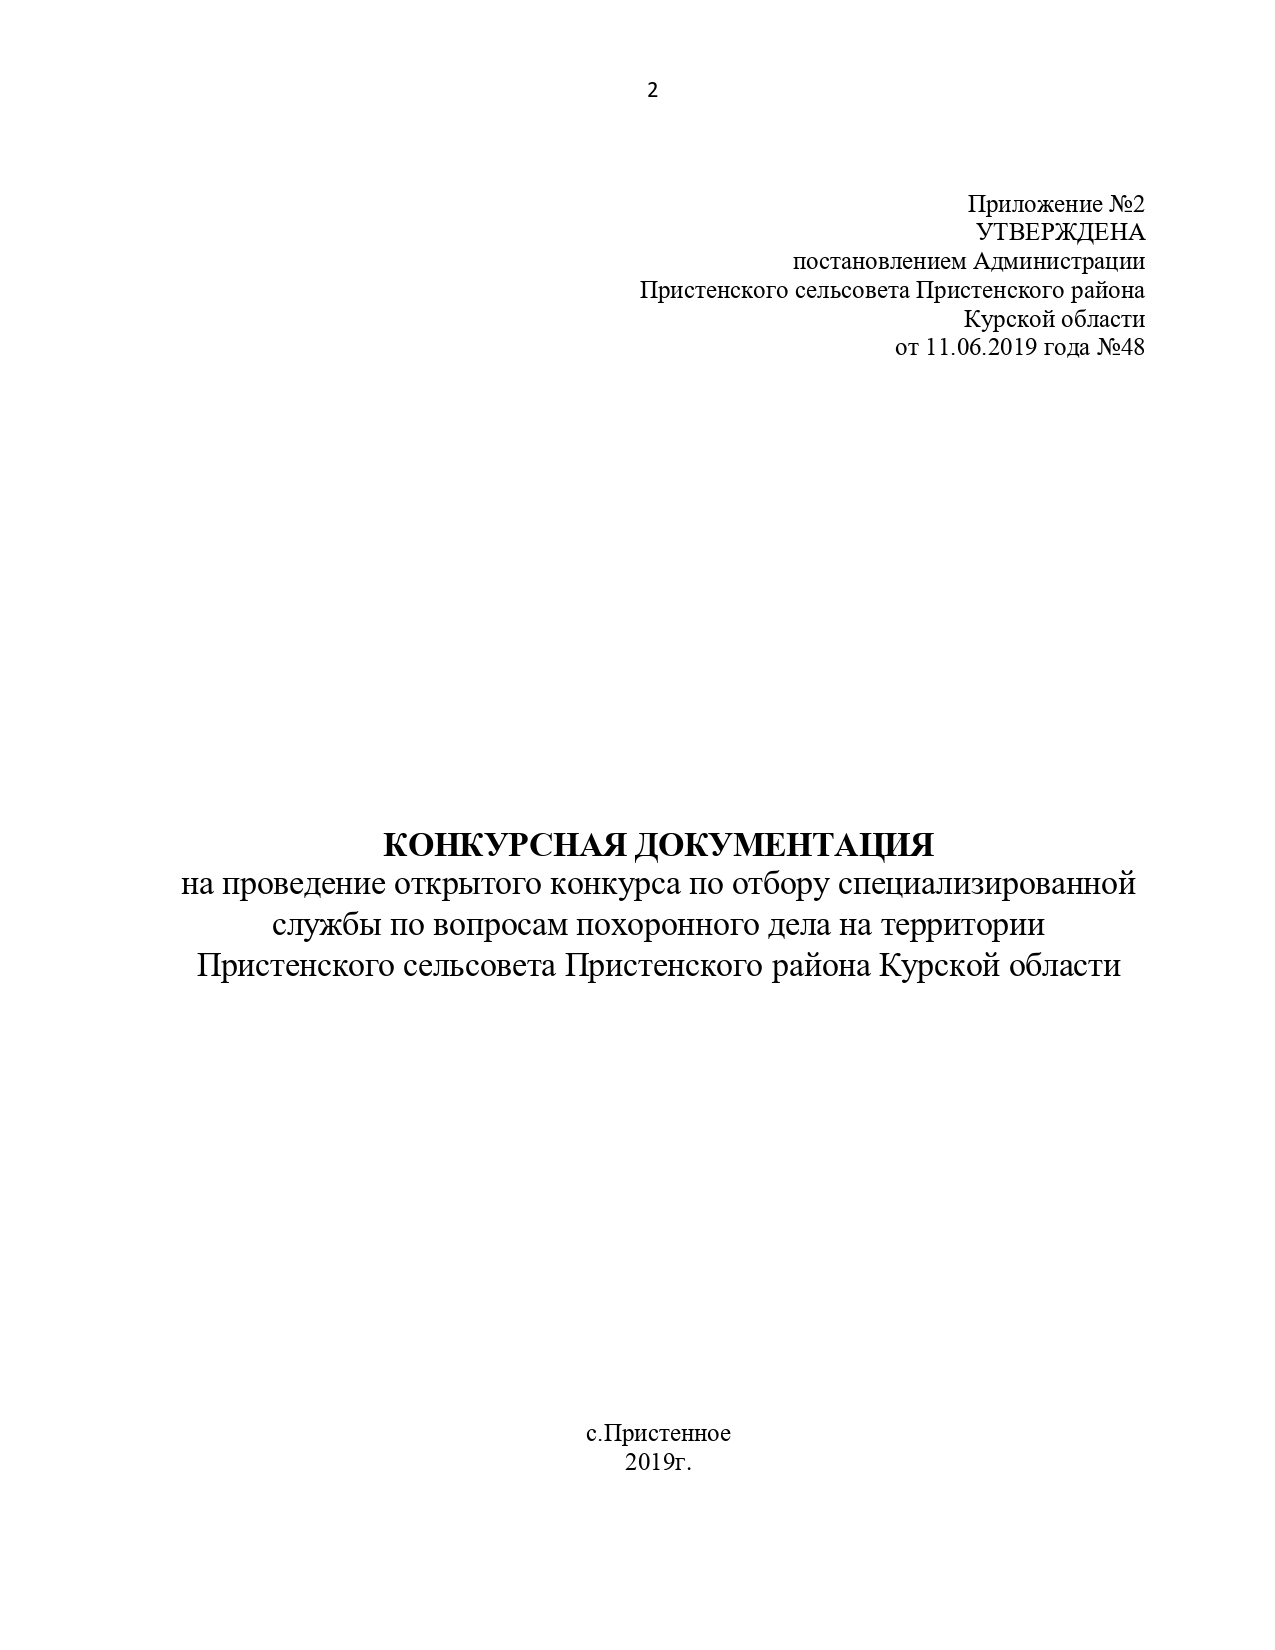 2
Приложение №2
УТВЕРЖДЕНА
постановлением Администрации
Пристенского сельсовета Пристенского района
Курской области
от 11.06.2019 года №48
КОНКУРСНАЯ ДОКУМЕНТАЦИЯ
на проведение открытого конкурса по отбору специализированной
службы по вопросам похоронного дела на территории
Пристенского сельсовета Пристенского района Курской области
с.Пристенное
2019г.